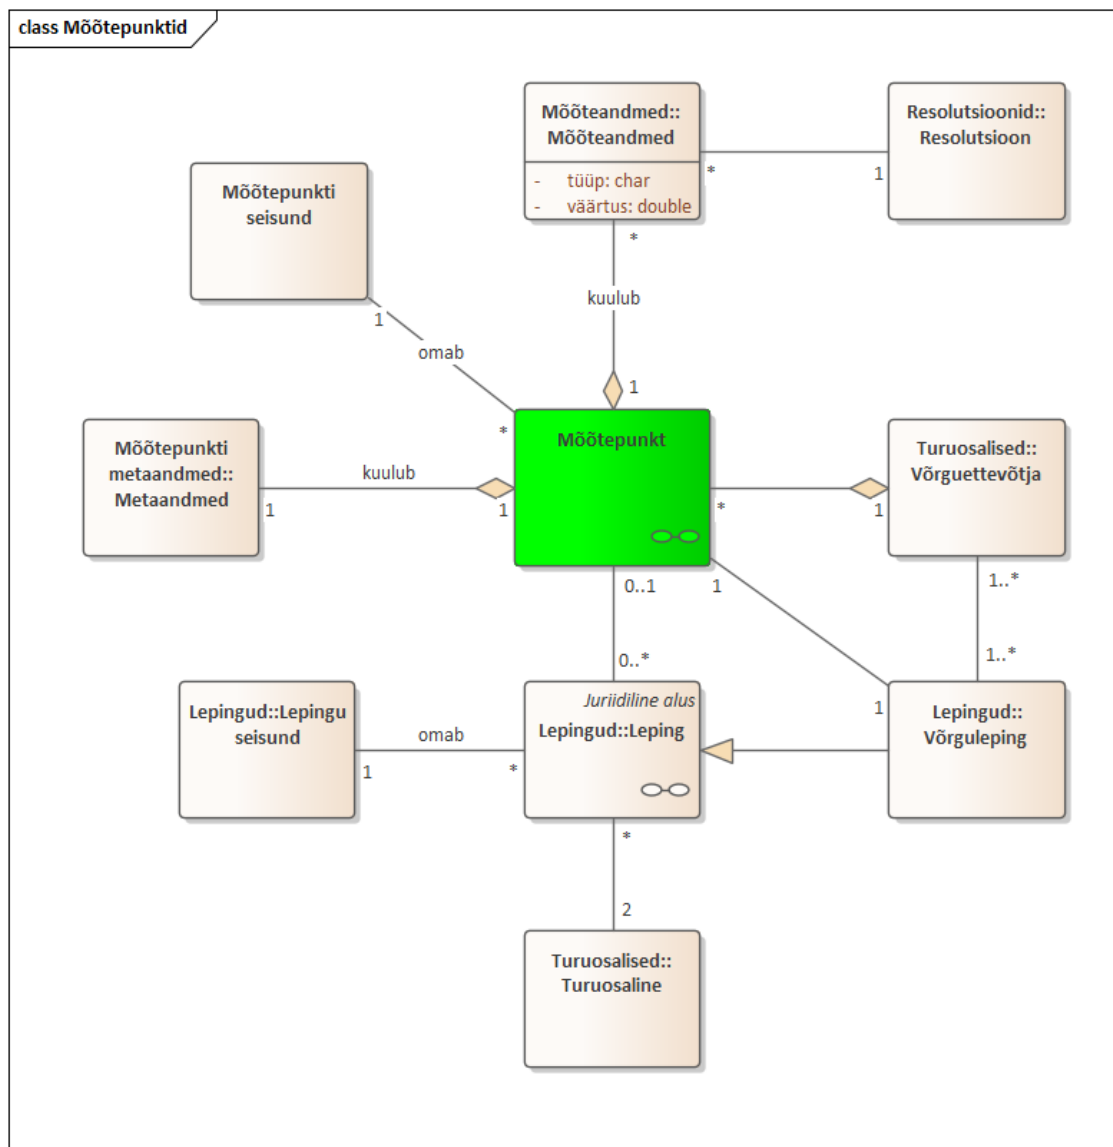 class Mõõtepunktid
Mõõteandmed::
Mõõteandmed
- tüüp: char
- väärtus: double
Resolutsioonid::
Resolutsioon
*
1
Mõõtepunkti
seisund
*
kuulub
1
omab
1
*
Mõõtepunkt
Mõõtepunkti
metaandmed::
Metaandmed
kuulub
1
1
Turuosalised::
Võrguettevõtja
*
1
0..1
1
1..*
0..*
1..*
1
Lepingud::Lepingu
seisund
omab
1
*
Juriidiline alus
Lepingud::Leping
Lepingud::
Võrguleping
*
2
Turuosalised::
Turuosaline